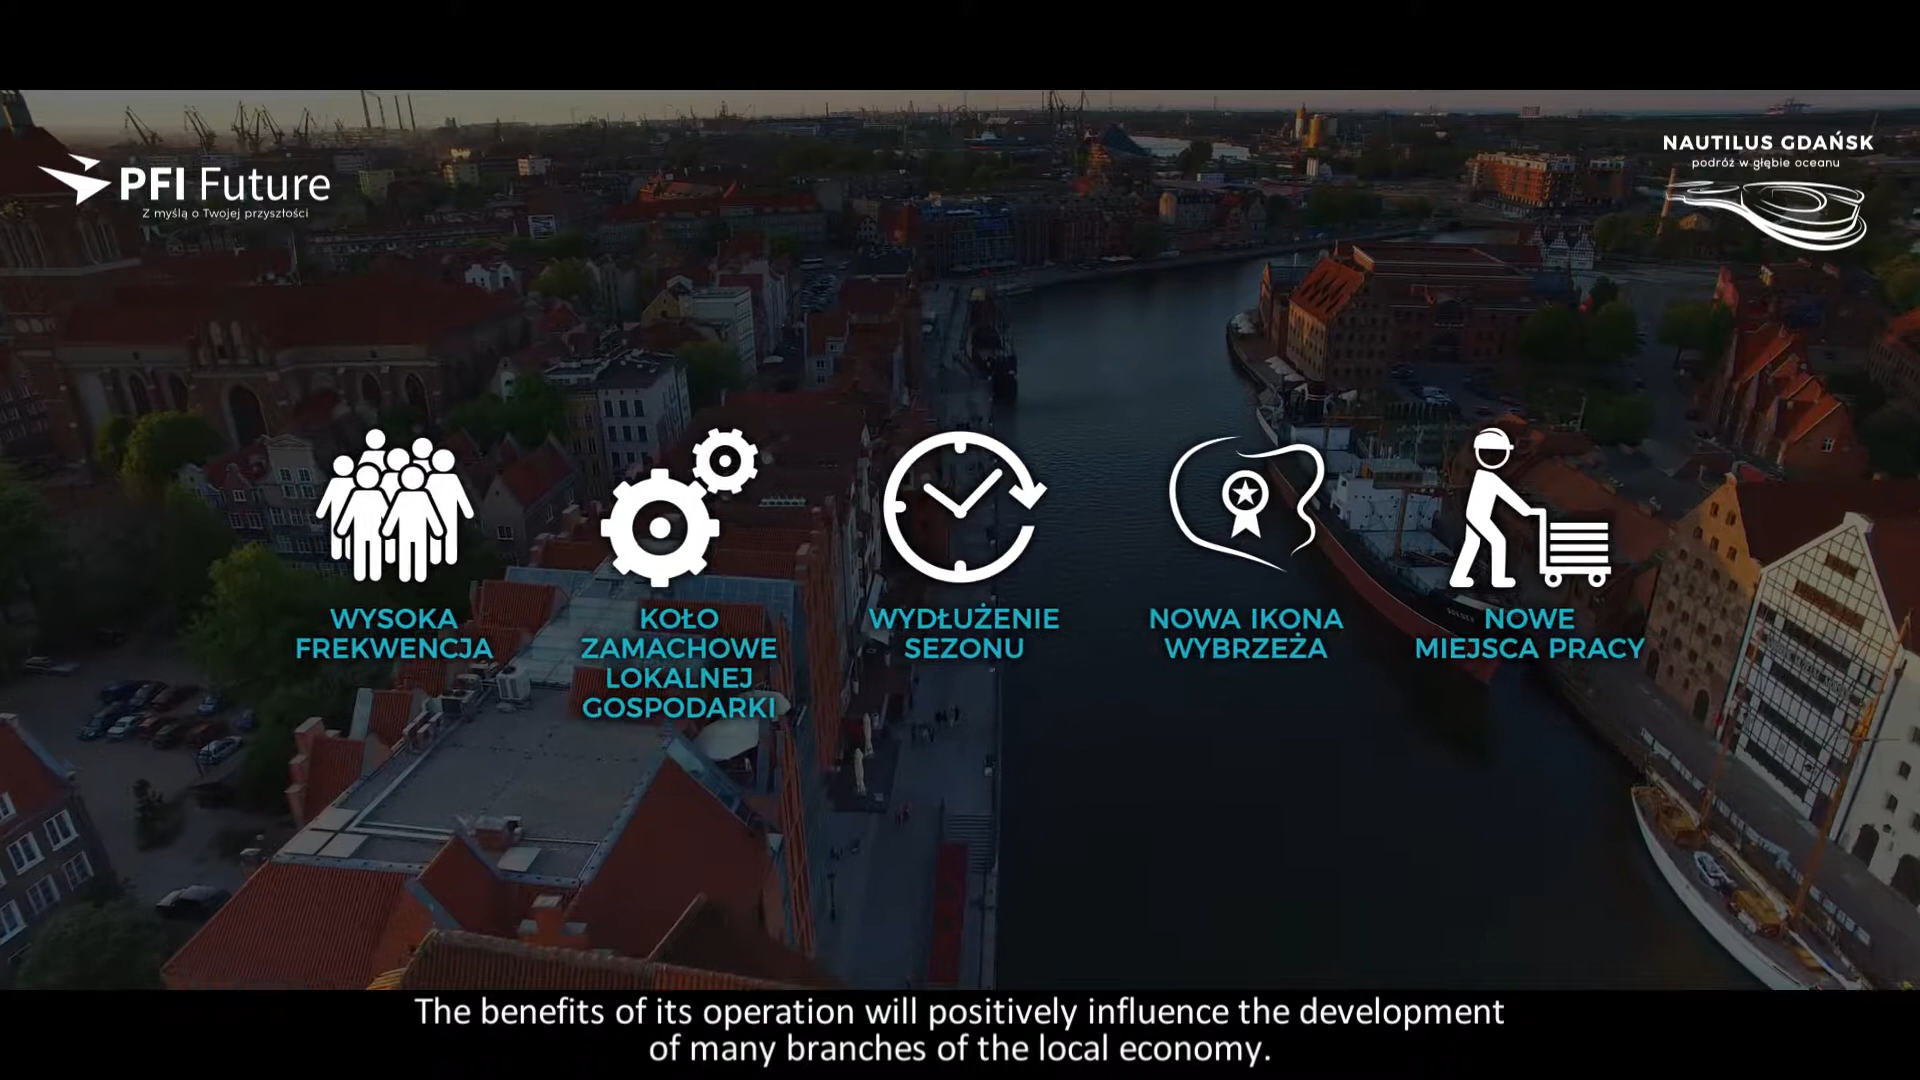 PFI Future
Z myślą o Twojej przyszłości
NAUTILUS GDAŃSK
podróż w głębie oceanu
WYSOKA
FREKWENCJA
KOŁO
ZAMACHOWE
LOKALNEJ
GOSPODARKI
WYDŁUŻENIE
SEZONU
NOWA IKONA
WYBRZEŻA
NOWE
MIEJSCA PRACY
The benefits of its operation will positively influence the development
of many branches of the local economy.